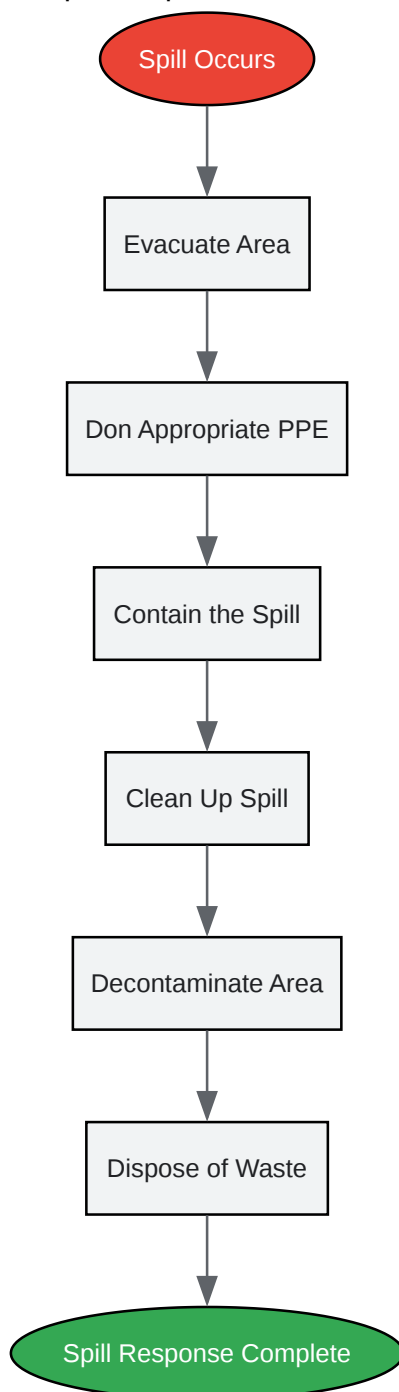 Spill Occurs
Evacuate Area
Don Appropriate PPE
Contain the Spill
Clean Up Spill
Decontaminate Area
Dispose of Waste
Spill Response Complete